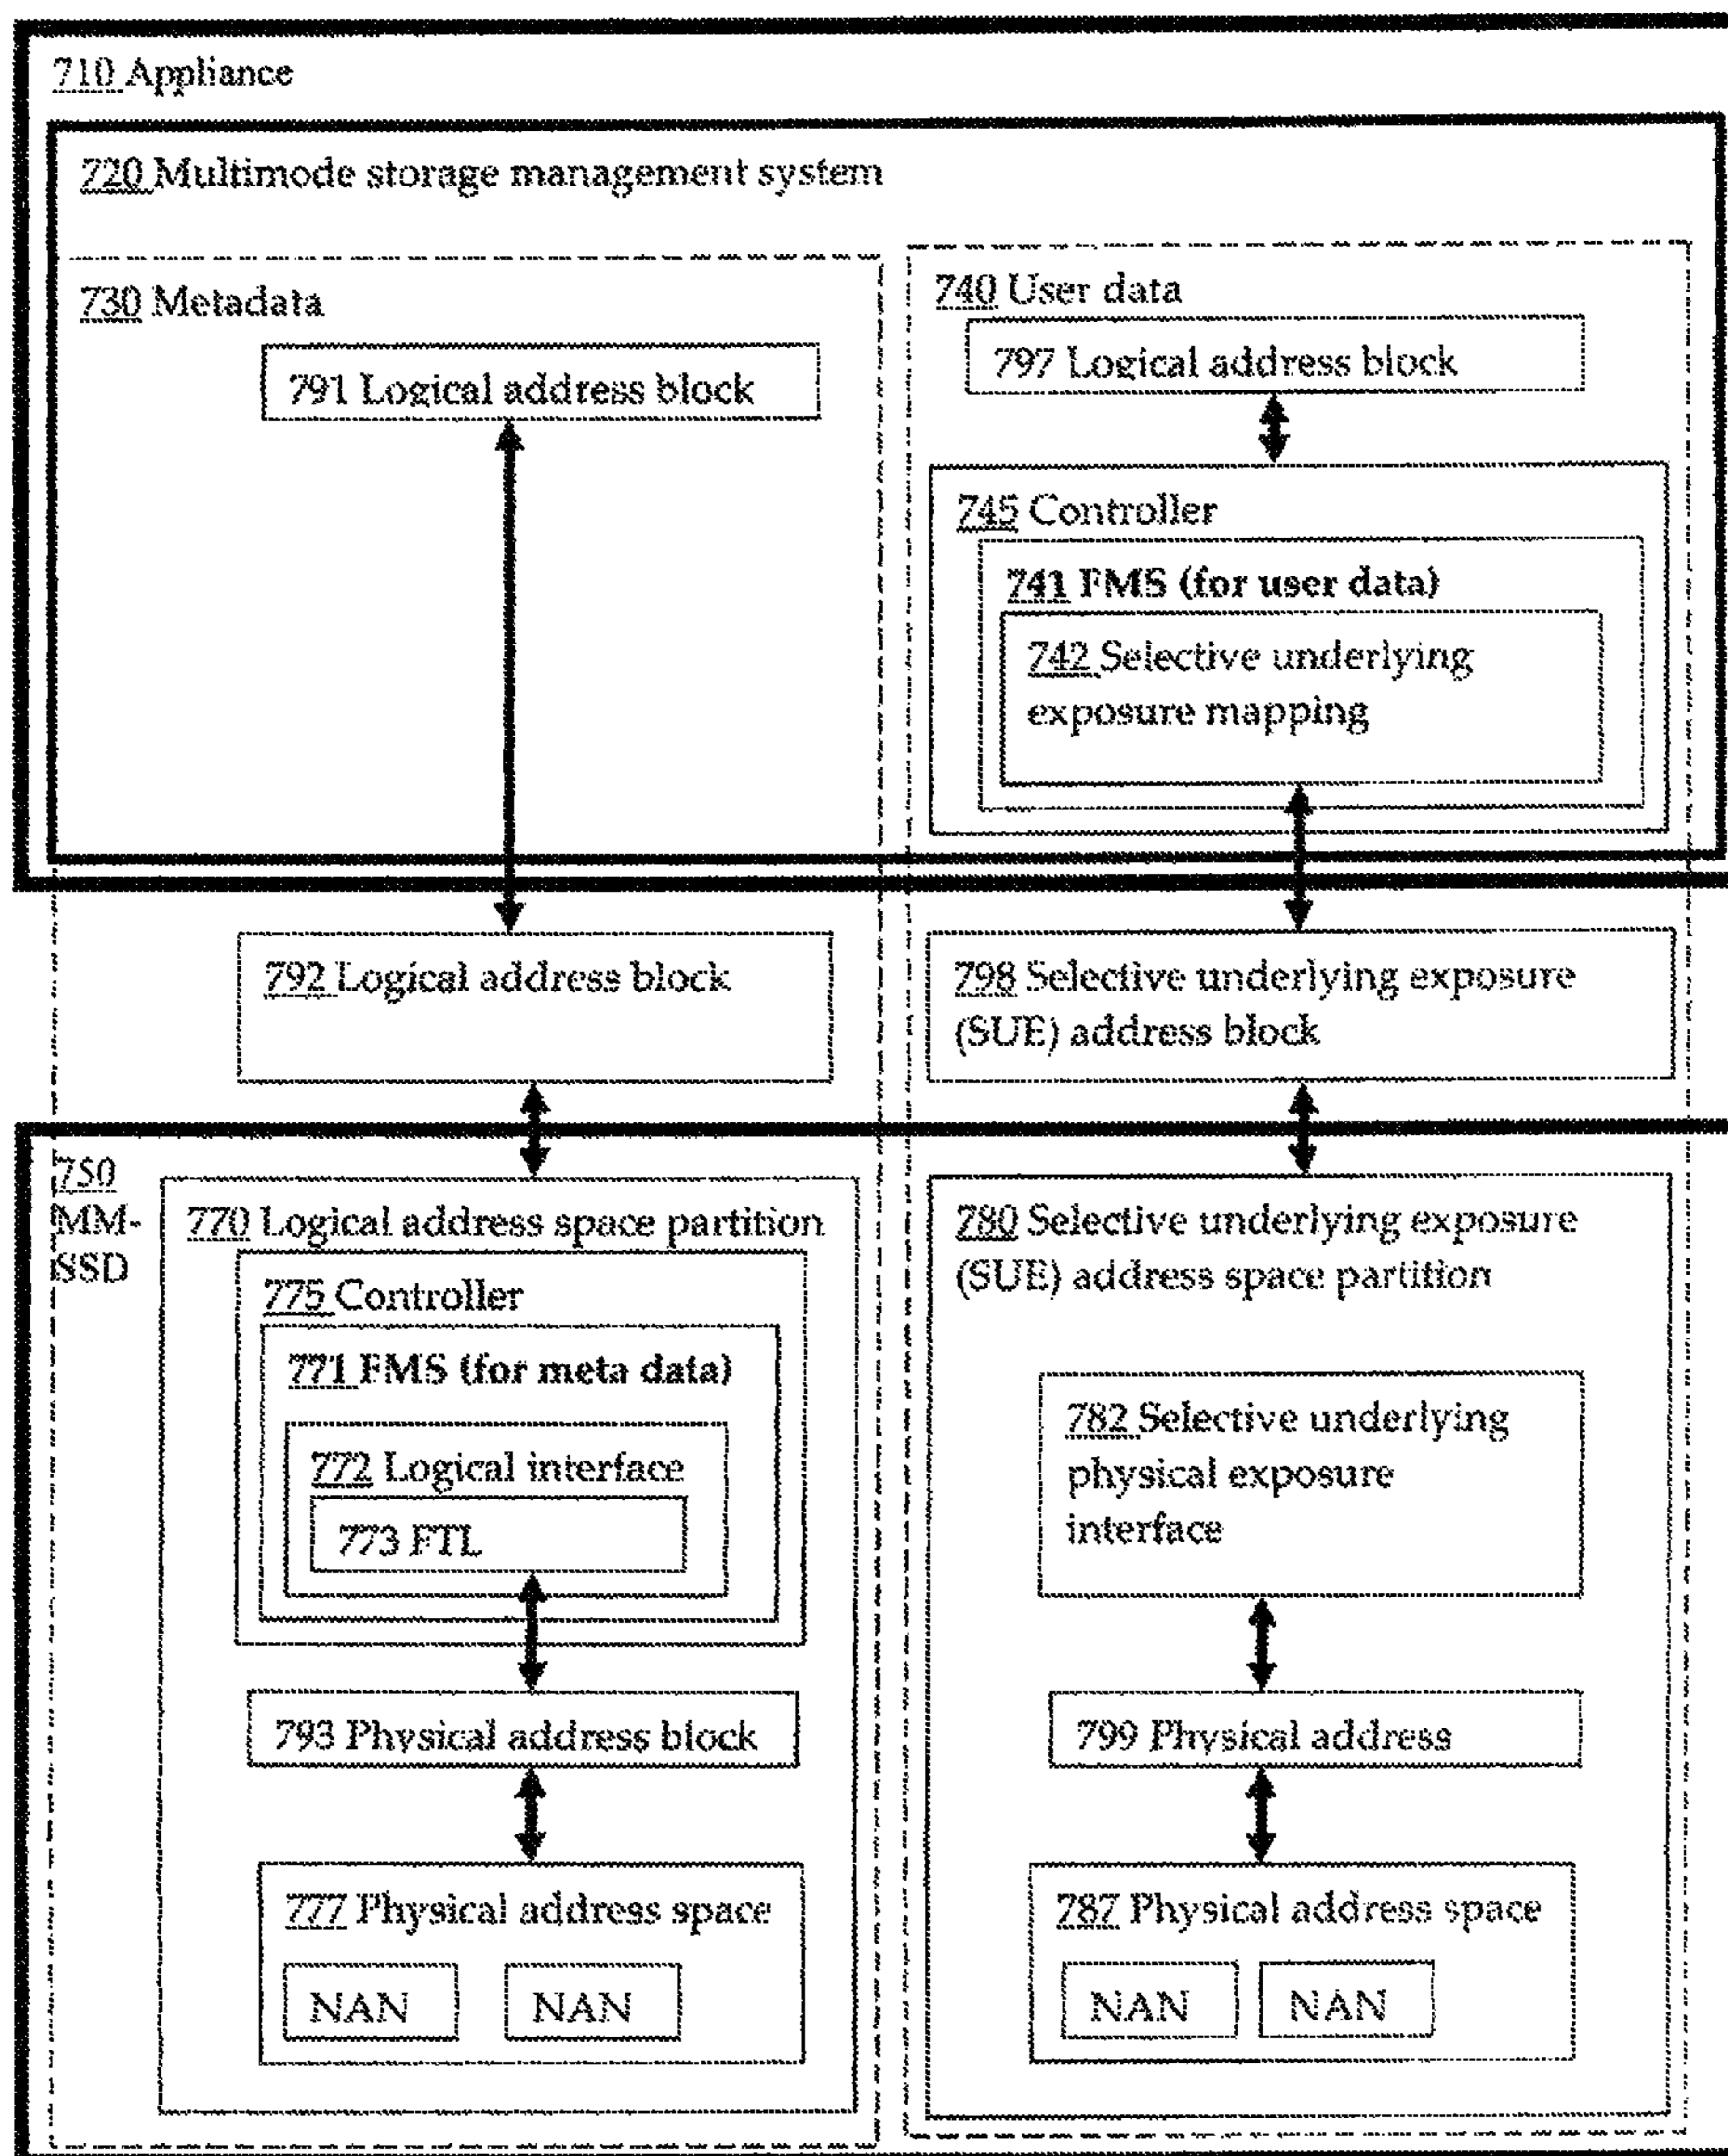 710 Appliance
720 Multimode storage management system
730 Metadata
791 Logical address block
740 User data
797 Logical address block
745 Controller
741 FMS (for user data)
742 Selective underlying
exposure mapping
792 Logical address block
798 Selective underlying exposure
(SUE) address block
750
MM-
SSD
770 Logical address space partition
775 Controller
771 FMS (for meta data)
772 Logical interface
773 FTL
793 Physical address block
777 Physical address space
NAN NAN
780 Selective underlying exposure
(SUE) address space partition
782 Selective underlying
physical exposure
interface
799 Physical address
787 Physical address space
NAN NAN